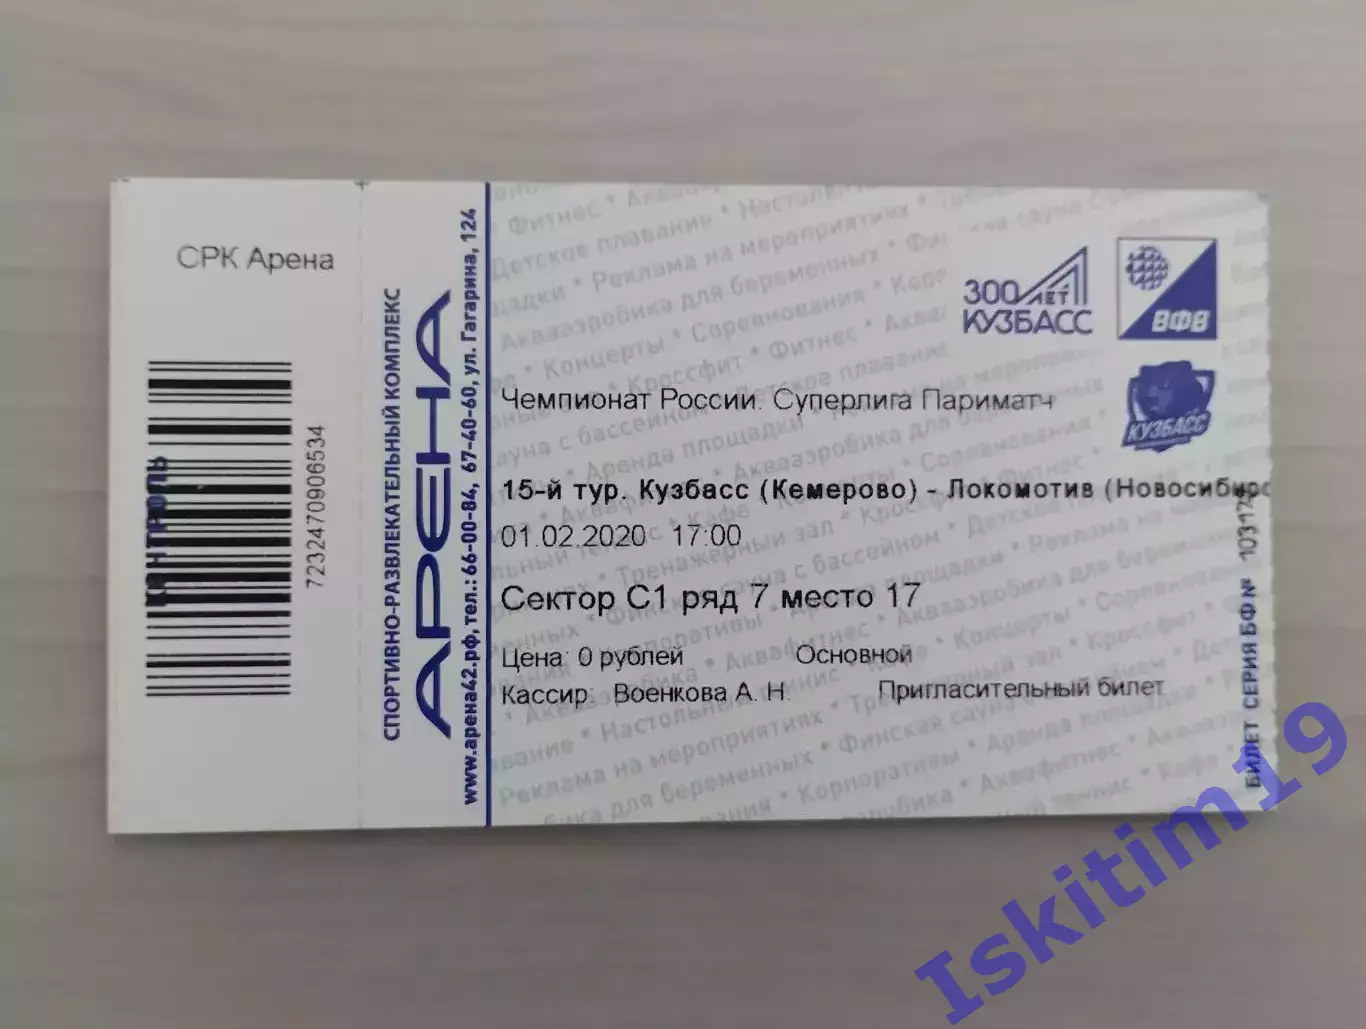 СРК Арена
КОНТРОЛЬ
7232470906534
СПОРТИВНО-РАЗВЛЕКАТЕЛЬНЫЙ КОМПЛЕКС
АРЕНА
www.арена42.рф, тел.: 66-00-84, 67-40-60, ул. Гагарина, 124
300 ЛЕТ
КУЗБАСС
ВФВ
КУЗБАСС
Чемпионат России. Суперлига Париматч
15-й тур. Кузбасс (Кемерово) - Локомотив (Новосибирс
01.02.2020 17:00
Сектор С1 ряд 7 место 17
Цена: 0 рублей Основной
Кассир: Военкова А. Н. Пригласительный билет
БИЛЕТ СЕРИЯ БФ №
Iskitim19